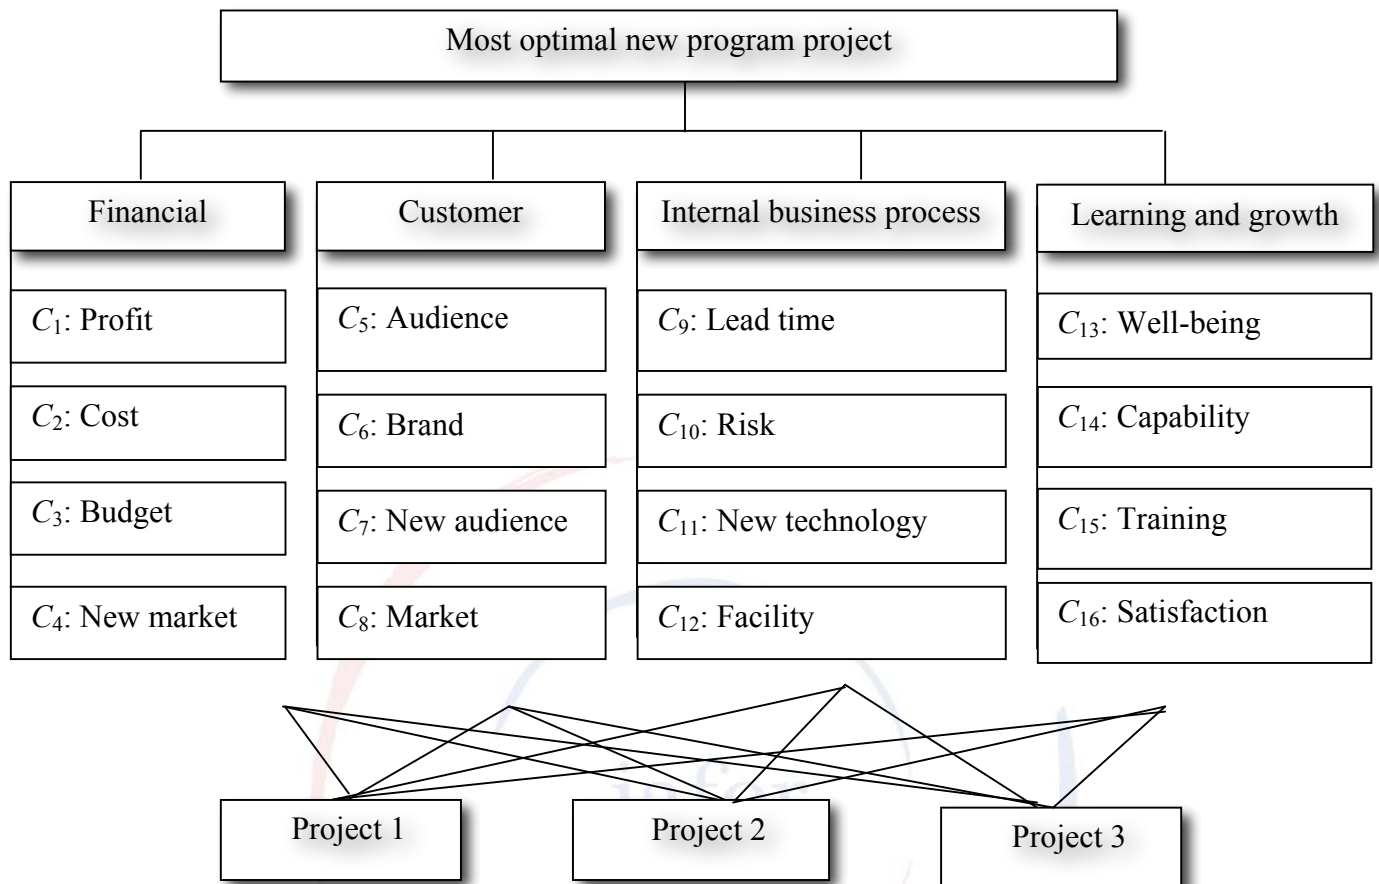 Most optimal new program project
Financial
Customer
Internal business process
Learning and growth
C₁: Profit
C₂: Cost
C₃: Budget
C₄: New market
C₅: Audience
C₆: Brand
C₇: New audience
C₈: Market
C₉: Lead time
C₁₀: Risk
C₁₁: New technology
C₁₂: Facility
C₁₃: Well-being
C₁₄: Capability
C₁₅: Training
C₁₆: Satisfaction
Project 1
Project 2
Project 3